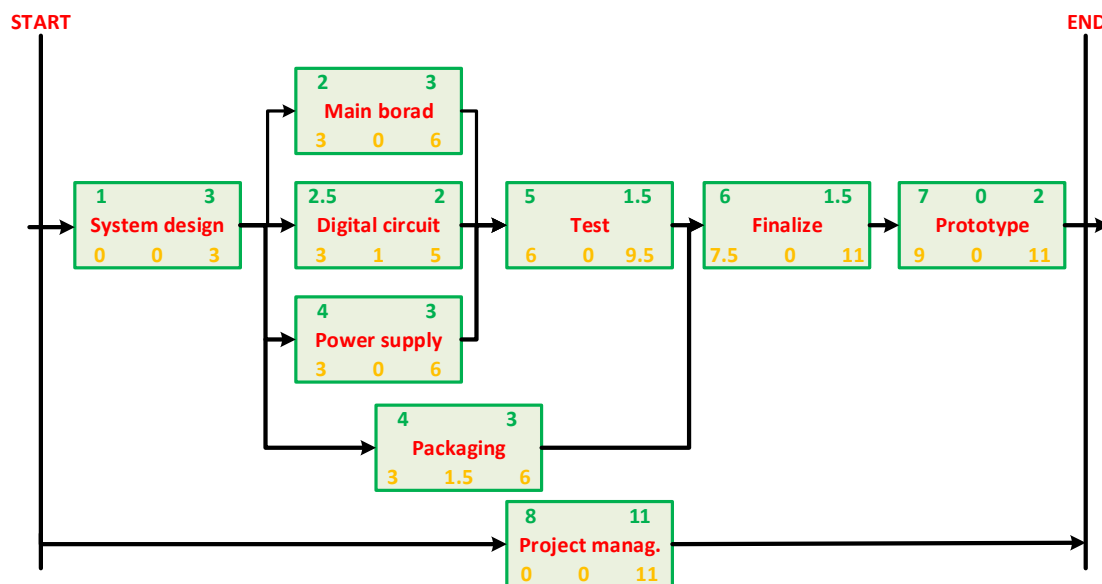 START
END
2 3
Main borad
3 0 6
1 3
System design
0 0 3
2.5 2
Digital circuit
3 1 5
5 1.5
Test
6 0 9.5
6 1.5
Finalize
7.5 0 11
7 0 2
Prototype
9 0 11
4 3
Power supply
3 0 6
4 3
Packaging
3 1.5 6
8 11
Project manag.
0 0 11